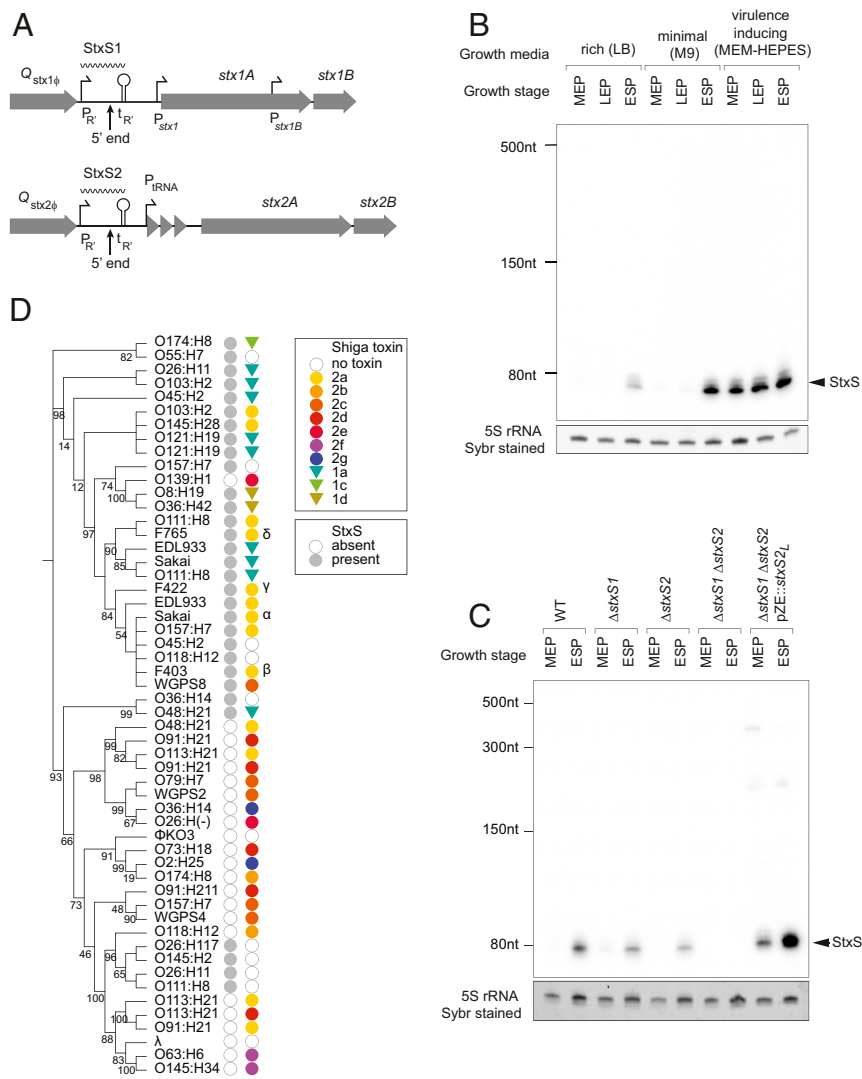 A
StxS1
Q stx1ϕ
stx1A
stx1B
P R'
t R'
P stx1
P stx1B
5' end
StxS2
P tRNA
Q stx2ϕ
stx2A
stx2B
P R'
t R'
5' end
B
Growth media
rich (LB)
minimal (M9)
virulence inducing (MEM-HEPES)
Growth stage
MEP LEP ESP MEP LEP ESP MEP LEP ESP
500nt
150nt
80nt
StxS
5S rRNA
Sybr stained
C
WT
ΔstxS1
ΔstxS2
ΔstxS1 ΔstxS2
ΔstxS1 ΔstxS2
pZE::stxS2L
Growth stage
MEP ESP MEP ESP MEP ESP MEP ESP MEP ESP
500nt
300nt
150nt
80nt
StxS
5S rRNA
Sybr stained
D
O174:H8
O55:H7
O26:H11
O103:H2
O45:H2
O103:H2
O145:H28
O121:H19
O121:H19
O157:H7
O139:H1
O8:H19
O36:H42
O111:H8
F765 δ
EDL933
Sakai
O111:H8
F422 γ
EDL933
Sakai α
O157:H7
O45:H2
O118:H12
F403 β
WGPS8
O36:H14
O48:H21
O48:H21
O91:H21
O113:H21
O91:H21
O79:H7
WGPS2
O36:H14
O26:H(-)
ΦKO3
O73:H18
O2:H25
O174:H8
O91:H211
O157:H7
WGPS4
O118:H12
O26:H117
O145:H2
O26:H11
O111:H8
O113:H21
O113:H21
O91:H21
λ
O63:H6
O145:H34
82
98
14
12
74
100
97
90
85
84
54
99
93
99
82
98
99
67
66
91
99
19
73
48
90
46
96
65
100
100
88
83
100
Shiga toxin
no toxin
2a
2b
2c
2d
2e
2f
2g
1a
1c
1d
StxS
absent
present